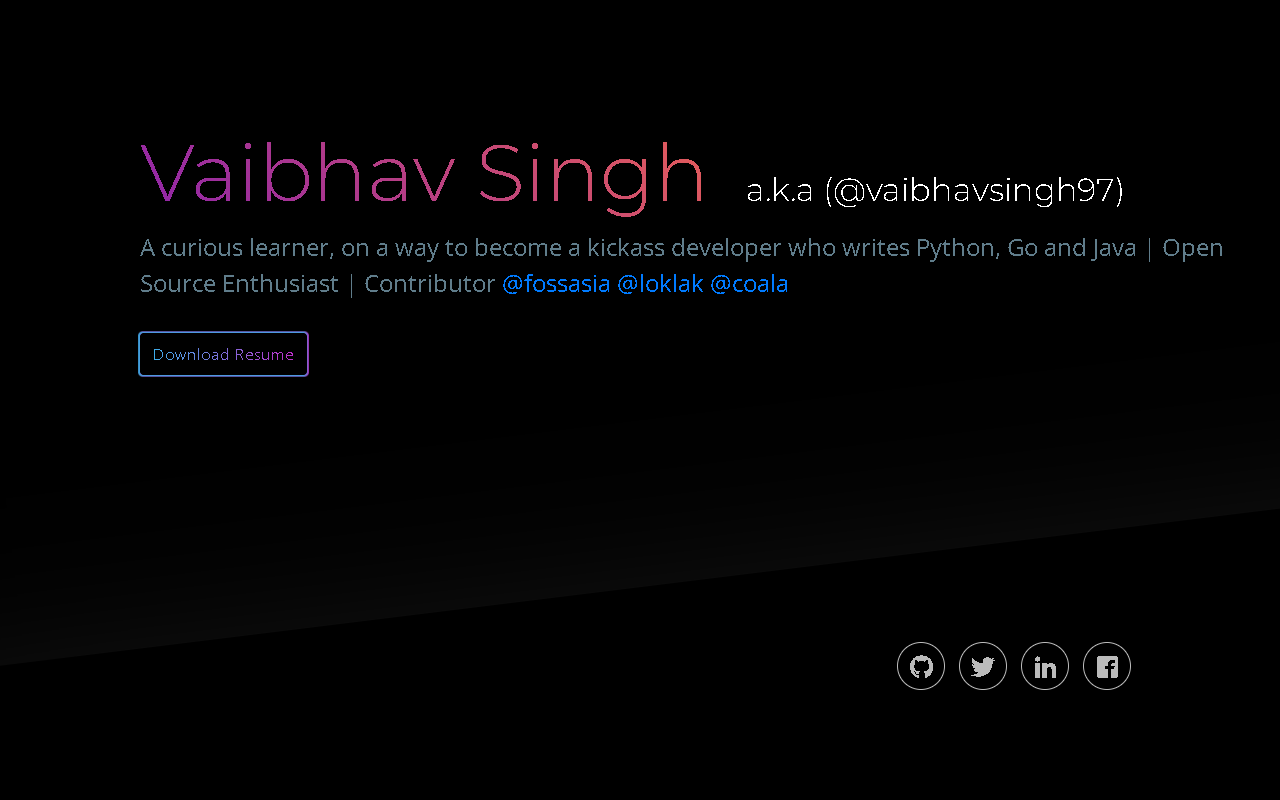 Vaibhav Singh a.k.a (@vaibhavsingh97)
A curious learner, on a way to become a kickass developer who writes Python, Go and Java | Open
Source Enthusiast | Contributor @fossasia @loklak @coala
Download Resume